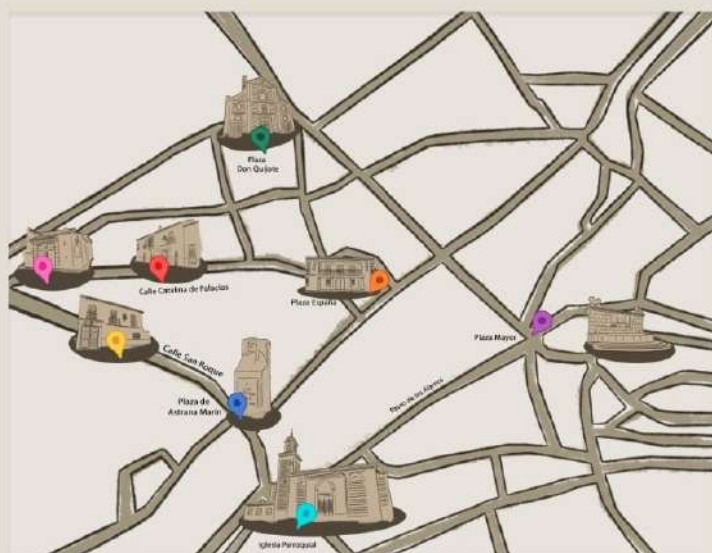 Plaza
Don Quijote
Calle Catalina de Palacios
Plaza España
Plaza Mayor
Calle San Roque
Plaza de
Astrana Marín
Iglesia Parroquial